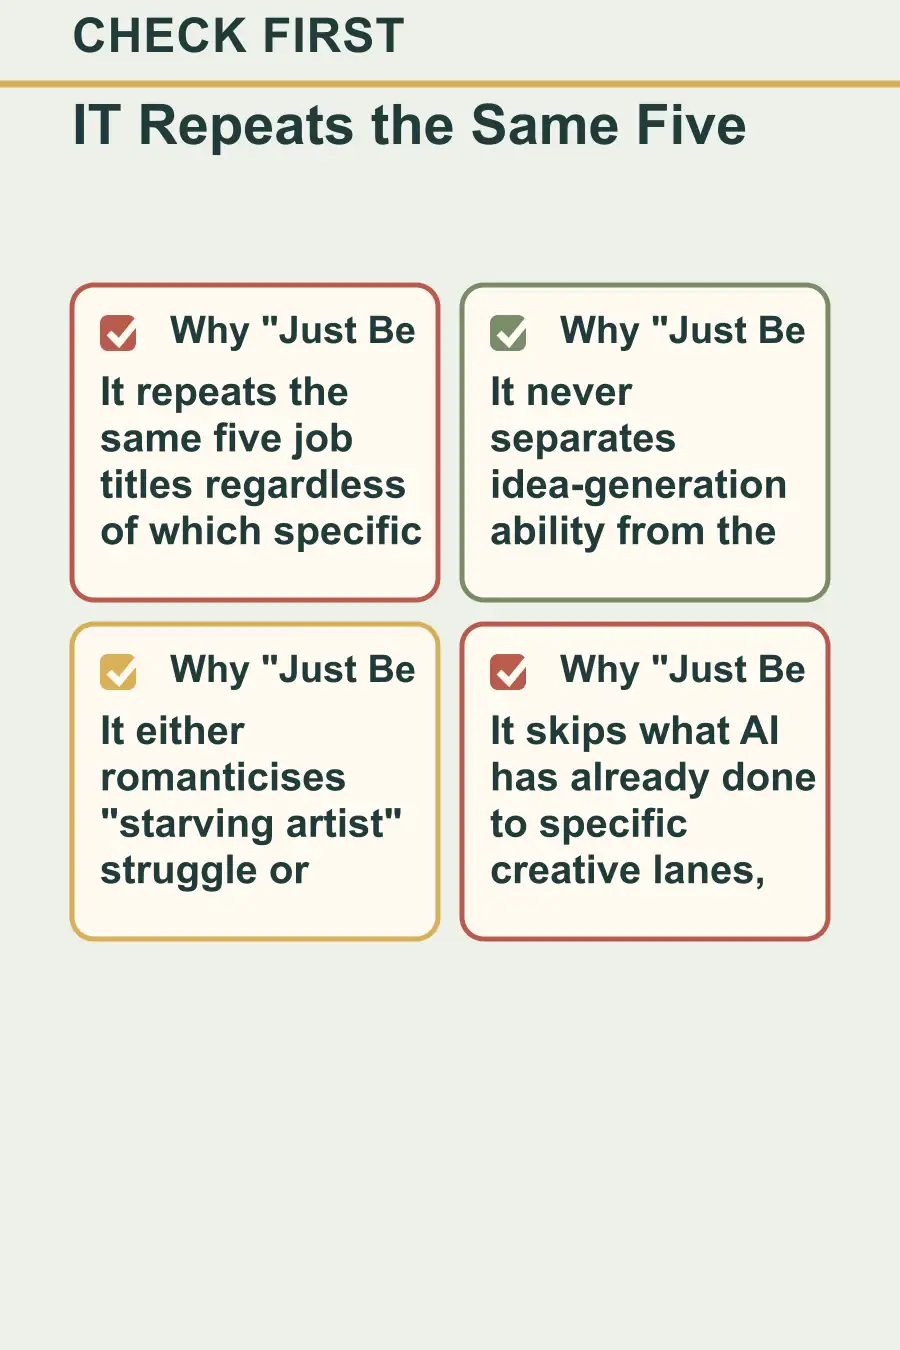 CHECK FIRST
IT Repeats the Same Five
Why "Just Be
It repeats the
same five job
titles regardless
of which specific
Why "Just Be
It never
separates
idea-generation
ability from the
Why "Just Be
It either
romanticises
"starving artist"
struggle or
Why "Just Be
It skips what AI
has already done
to specific
creative lanes,